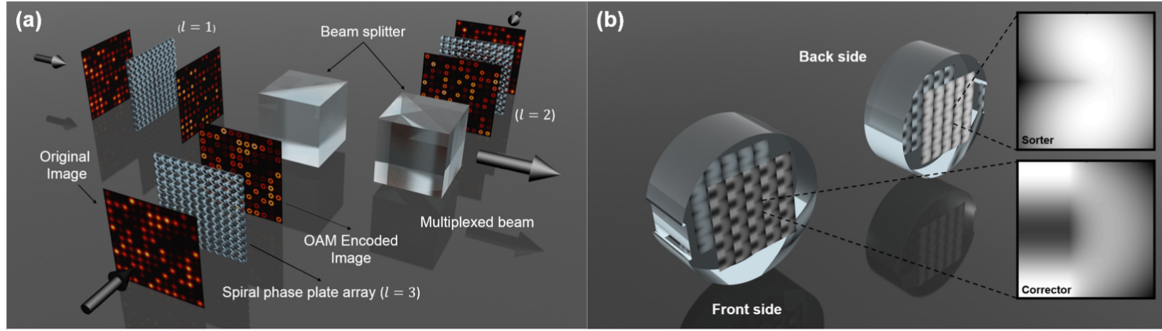 (a)
(l = 1)
Beam splitter
(l = 2)
Original
Image
Multiplexed beam
OAM Encoded
Image
Spiral phase plate array (l = 3)
(b)
Back side
Sorter
Corrector
Front side